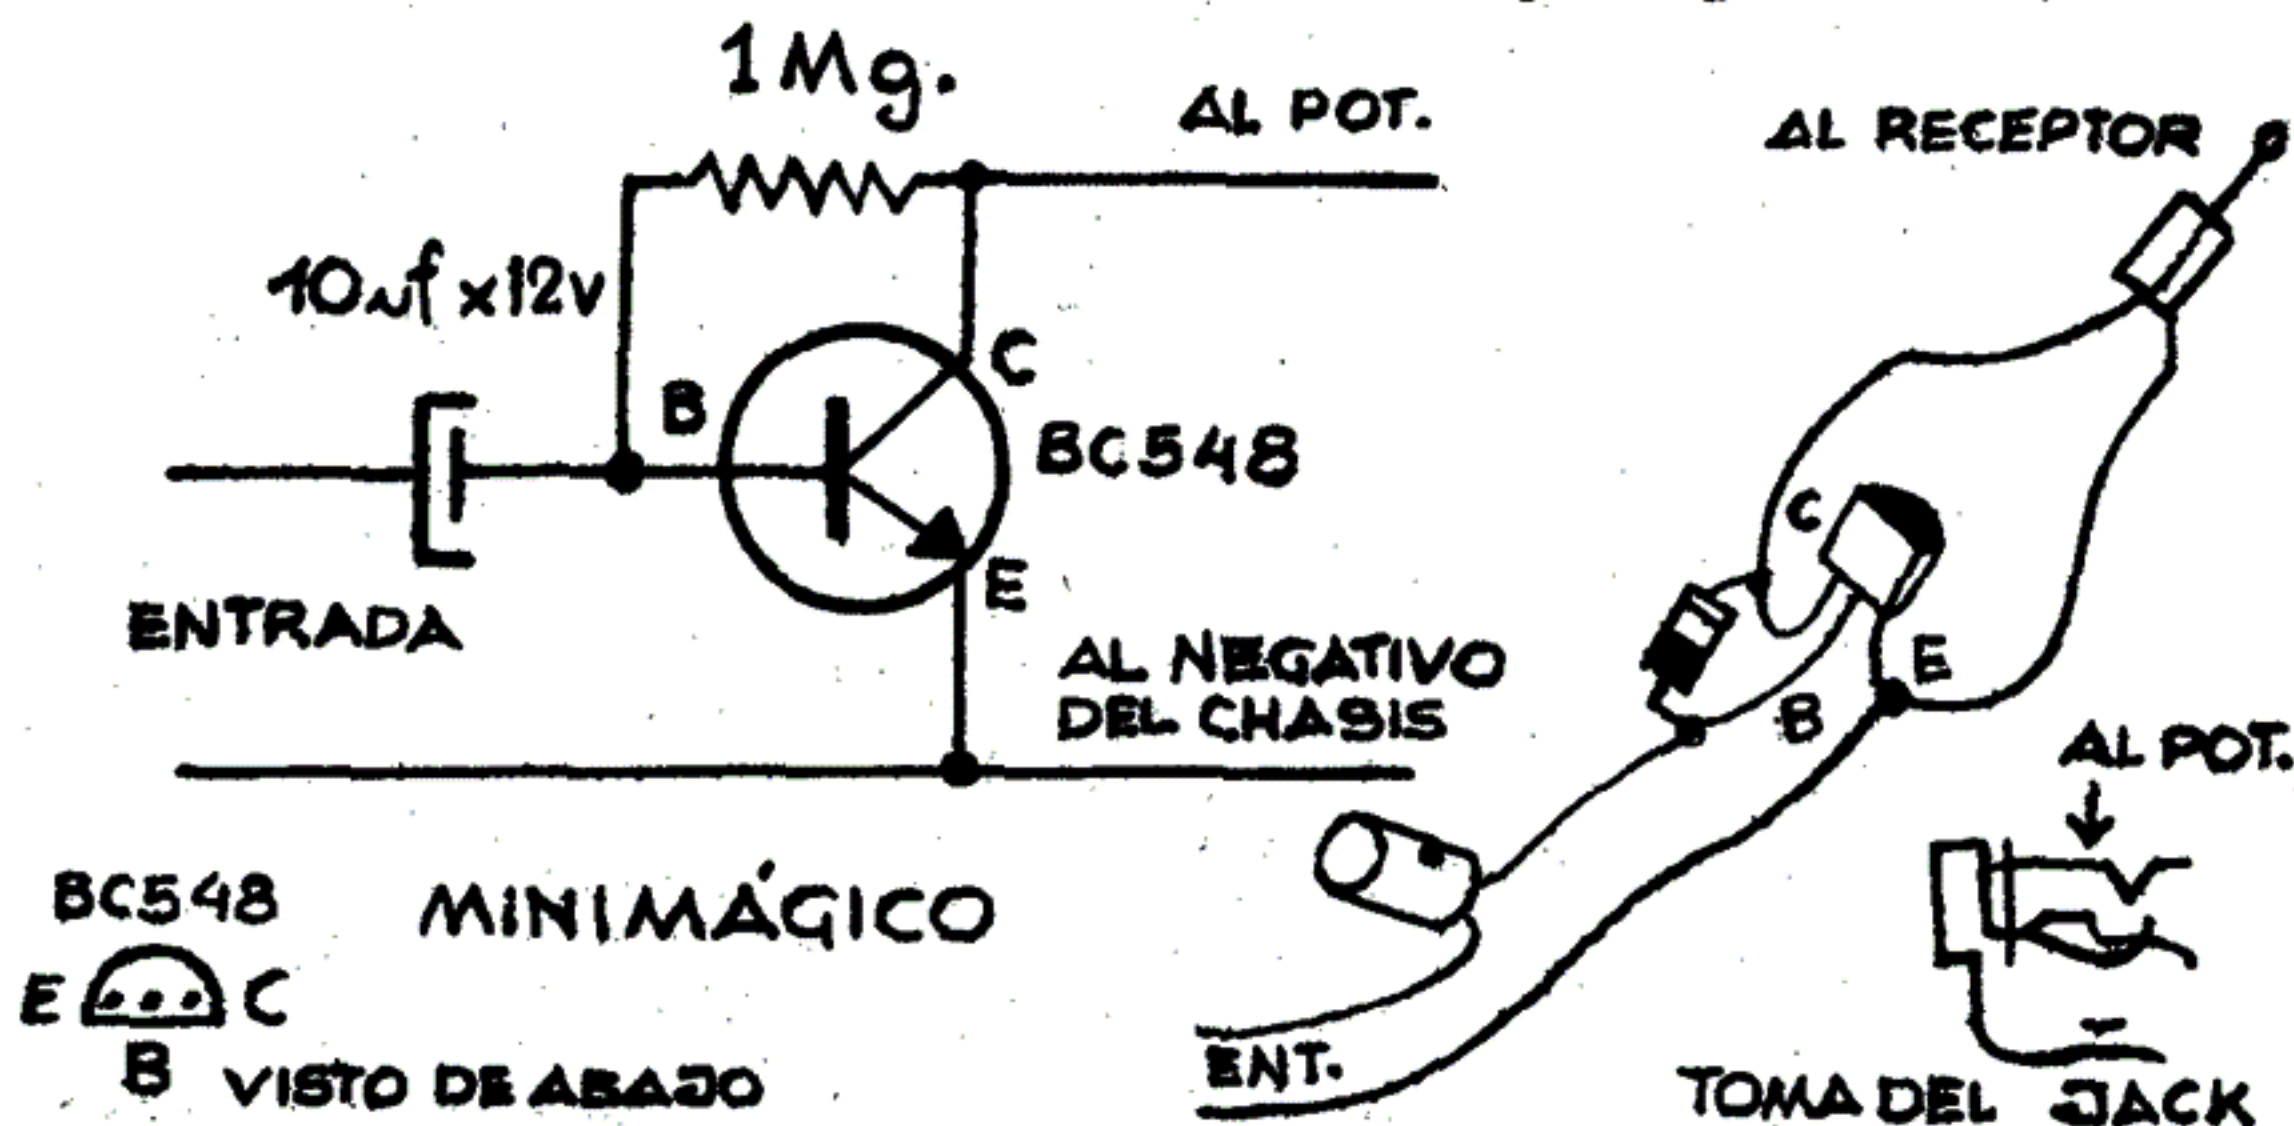 1Mg.
AL POT.
AL RECEPTOR
10uf x12v
C
B
BC548
E
ENTRADA
AL NEGATIVO
DEL CHASIS
C
E
B
AL POT.
BC548
E C
B
VISTO DE ABAJO
MINIMÁGICO
ENT.
TOMA DEL JACK